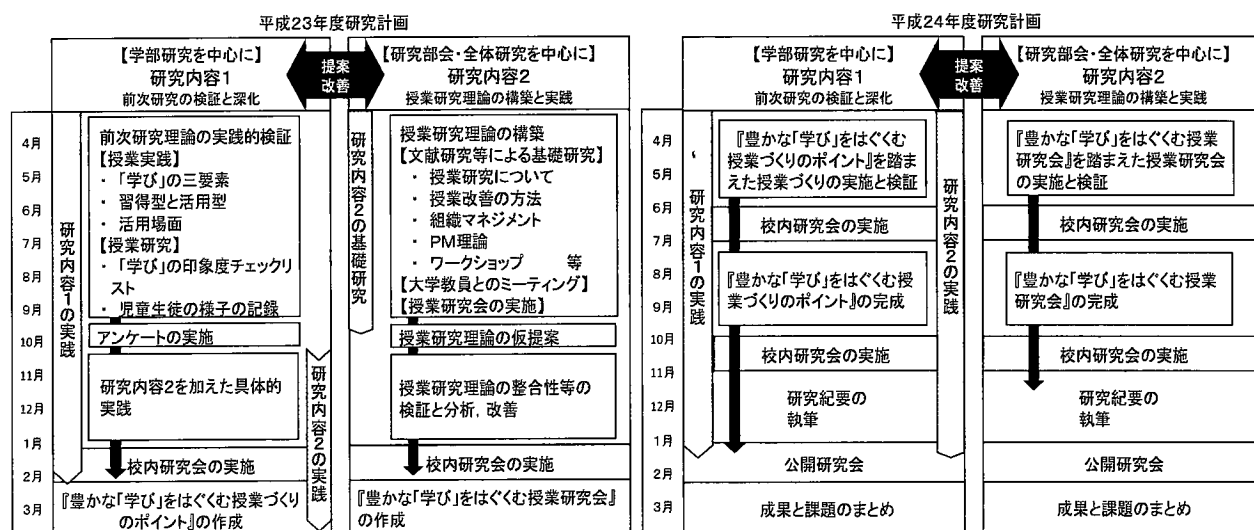 平成23年度研究計画
【学部研究を中心に】
研究内容1
前次研究の検証と深化
提案
改善
【研究部会・全体研究を中心に】
研究内容2
授業研究理論の構築と実践
4月
5月
6月
7月
8月
9月
10月
11月
12月
1月
2月
3月
研究内容1の実践
前次研究理論の実践的検証
【授業実践】
・「学び」の三要素
・習得型と活用型
・活用場面
【授業研究】
・「学び」の印象度チェックリ
スト
・児童生徒の様子の記録
アンケートの実施
研究内容2を加えた具体的
実践
校内研究会の実施
『豊かな「学び」をはぐくむ授業づくり
のポイント』の作成
研究内容2の基礎研究
研究内容2の実践
授業研究理論の構築
【文献研究等による基礎研究】
・授業研究について
・授業改善の方法
・組織マネジメント
・PM理論
・ワークショップ 等
【大学教員とのミーティング】
【授業研究会の実施】
授業研究理論の仮提案
授業研究理論の整合性等の
検証と分析，改善
校内研究会の実施
『豊かな「学び」をはぐくむ授業研究会』
の作成
平成24年度研究計画
【学部研究を中心に】
研究内容1
前次研究の検証と深化
提案
改善
【研究部会・全体研究を中心に】
研究内容2
授業研究理論の構築と実践
4月
5月
6月
7月
8月
9月
10月
11月
12月
1月
2月
3月
研究内容1の実践
『豊かな「学び」をはぐくむ
授業づくりのポイント』を踏ま
えた授業づくりの実施と検証
校内研究会の実施
『豊かな「学び」をはぐくむ授
業づくりのポイント』の完成
校内研究会の実施
研究紀要の
執筆
公開研究会
成果と課題のまとめ
研究内容2の実践
『豊かな「学び」をはぐくむ授業
研究会』を踏まえた授業研究会
の実施と検証
校内研究会の実施
『豊かな「学び」をはぐくむ授業
研究会』の完成
校内研究会の実施
研究紀要の
執筆
公開研究会
成果と課題のまとめ